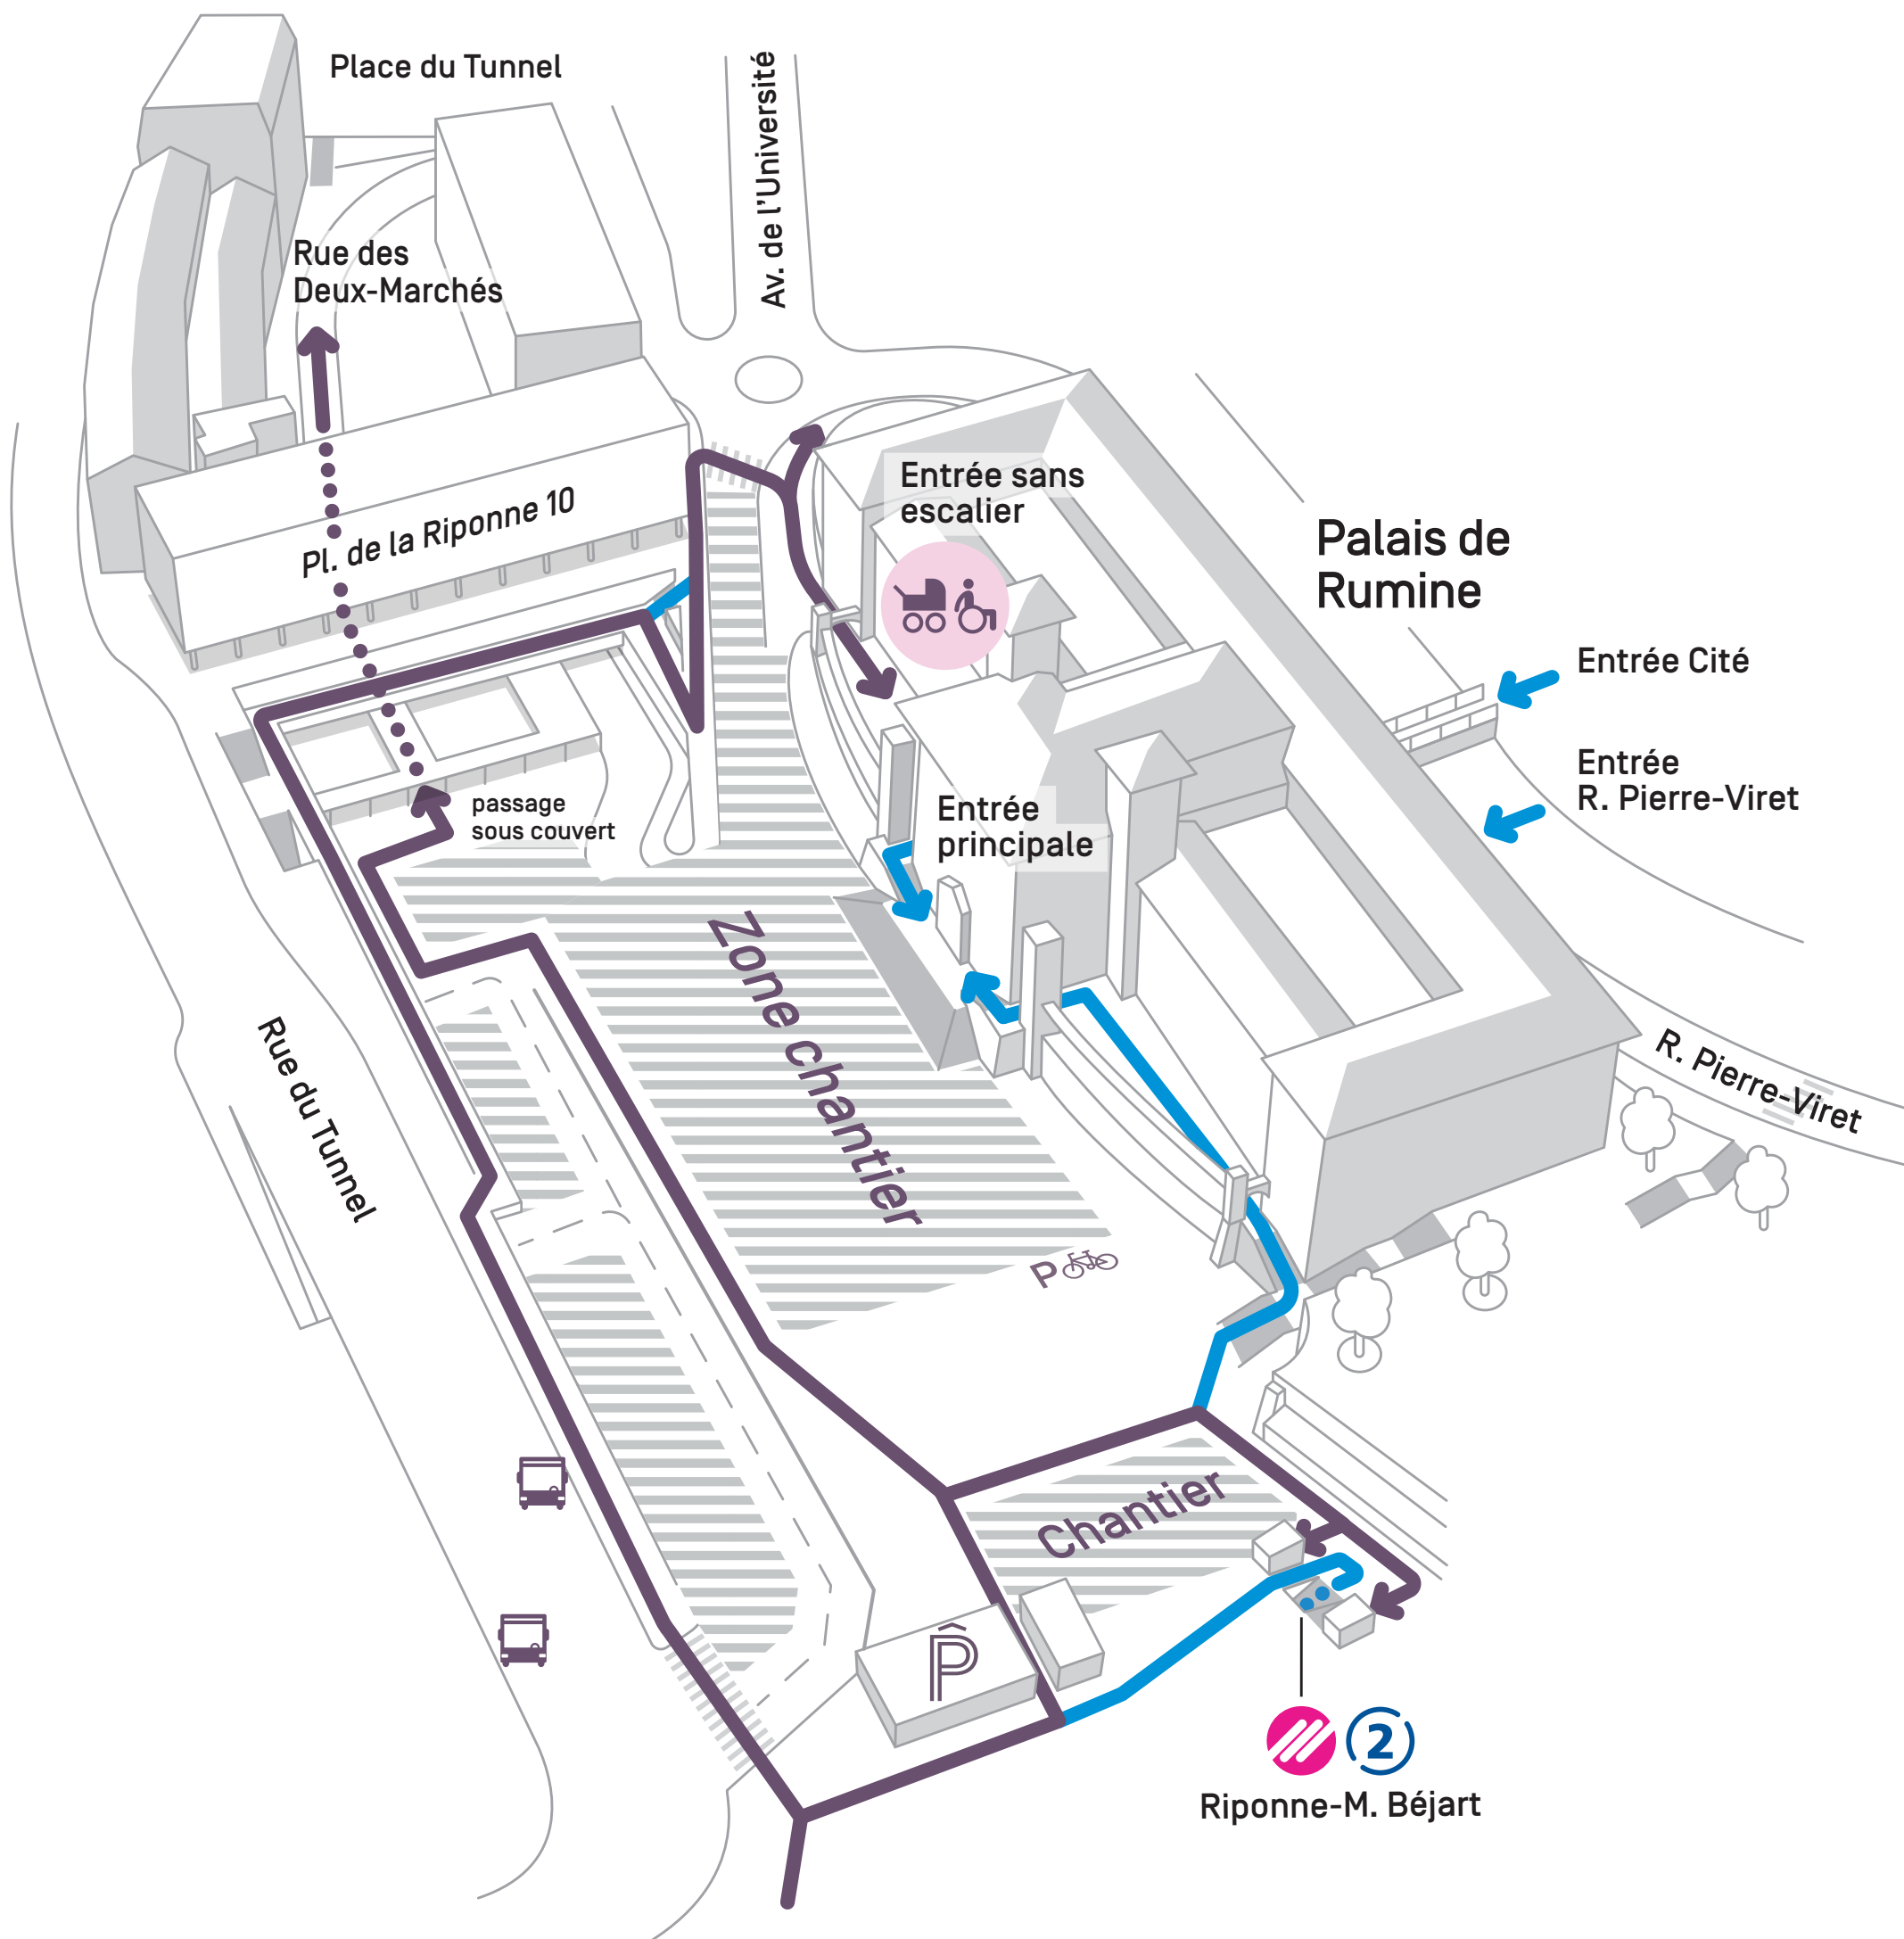 Place du Tunnel
Av. de l'Université
Rue des
Deux-Marchés
Entrée sans
escalier
Pl. de la Riponne 10
Palais de
Rumine
Entrée Cité
Entrée
R. Pierre-Viret
passage
sous couvert
Entrée
principale
Zone chantier
Rue du Tunnel
R. Pierre-Viret
P
Chantier
P
2
Riponne-M. Béjart